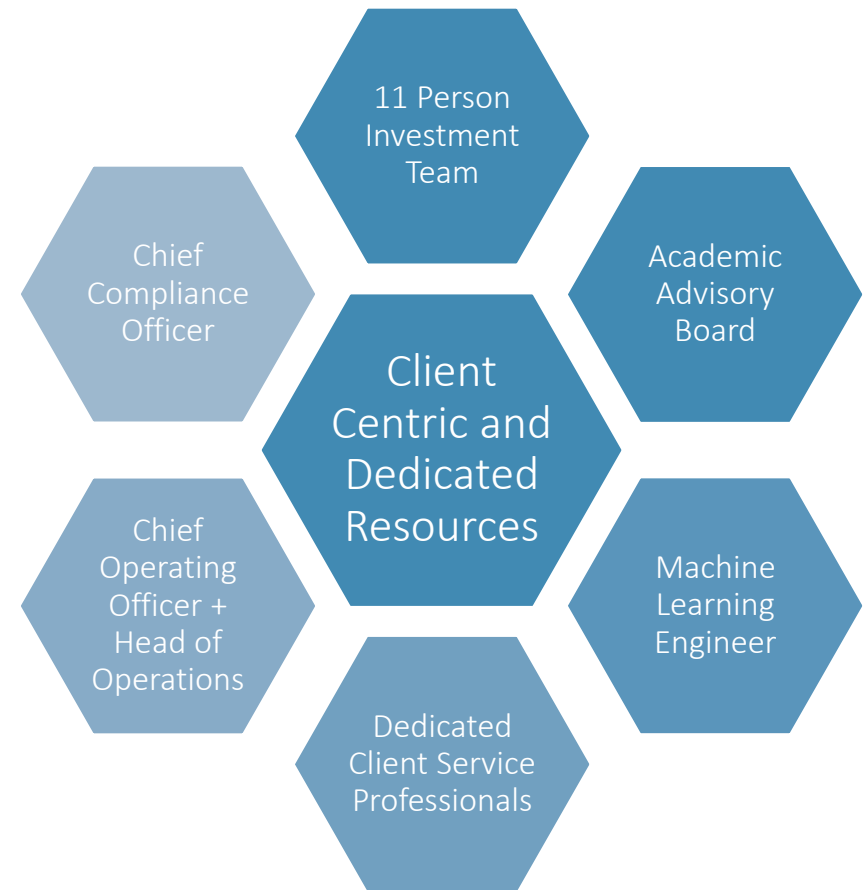 11 Person
Investment
Team
Chief
Compliance
Officer
Academic
Advisory
Board
Client
Centric and
Dedicated
Resources
Chief
Operating
Officer +
Head of
Operations
Machine
Learning
Engineer
Dedicated
Client Service
Professionals